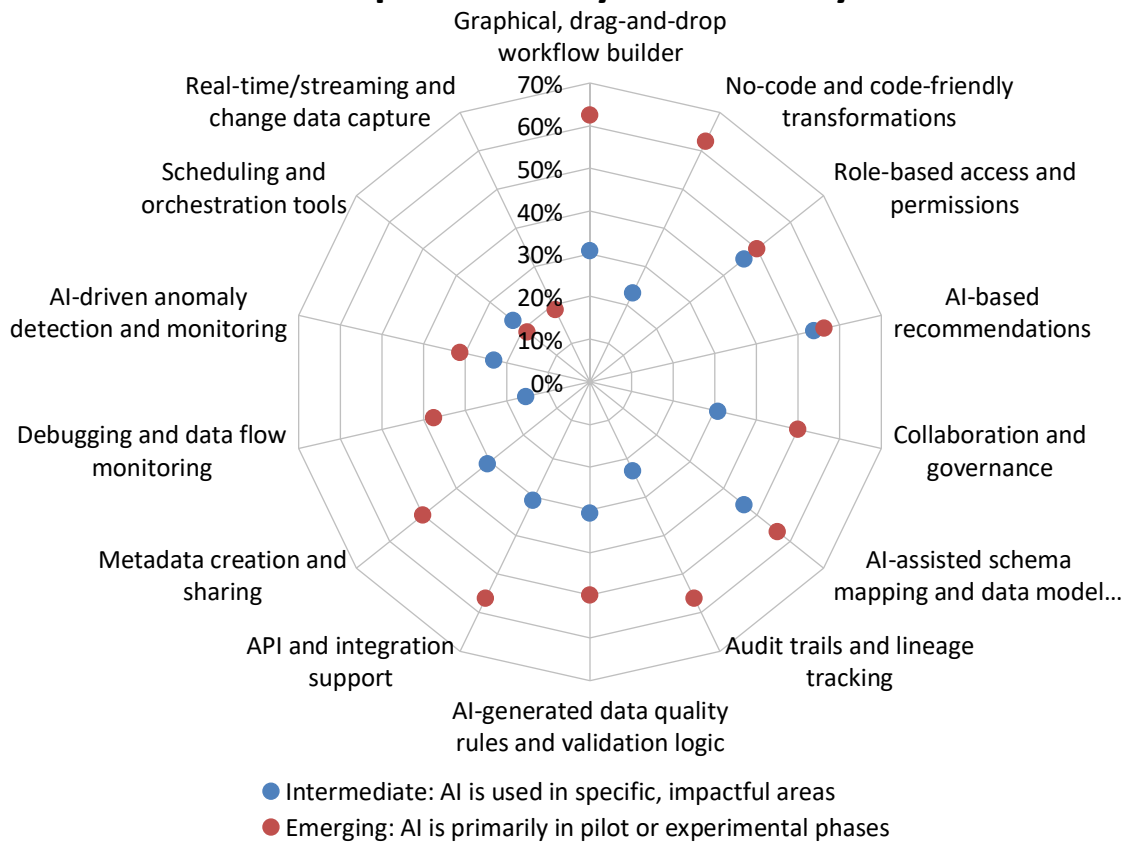 Graphical, drag-and-drop
workflow builder
Real-time/streaming and
change data capture
No-code and code-friendly
transformations
Scheduling and
orchestration tools
Role-based access and
permissions
AI-driven anomaly
detection and monitoring
AI-based
recommendations
Debugging and data flow
monitoring
Collaboration and
governance
Metadata creation and
sharing
AI-assisted schema
mapping and data model...
API and integration
support
Audit trails and lineage
tracking
AI-generated data quality
rules and validation logic
70%
60%
50%
40%
30%
20%
10%
0%
Intermediate: AI is used in specific, impactful areas
Emerging: AI is primarily in pilot or experimental phases